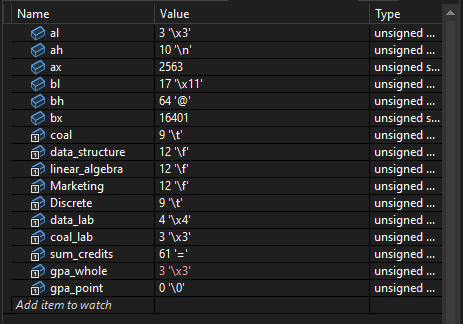 Name Value Type
al 3 '\x3' unsigned ...
ah 10 '\n' unsigned ...
ax 2563 unsigned s...
bl 17 '\x11' unsigned ...
bh 64 '@' unsigned ...
bx 16401 unsigned s...
coal 9 '\t' unsigned ...
data_structure 12 '\f' unsigned ...
linear_algebra 12 '\f' unsigned ...
Marketing 12 '\f' unsigned ...
Discrete 9 '\t' unsigned ...
data_lab 4 '\x4' unsigned ...
coal_lab 3 '\x3' unsigned ...
sum_credits 61 '=' unsigned ...
gpa_whole 3 '\x3' unsigned ...
gpa_point 0 '\0' unsigned ...
Add item to watch